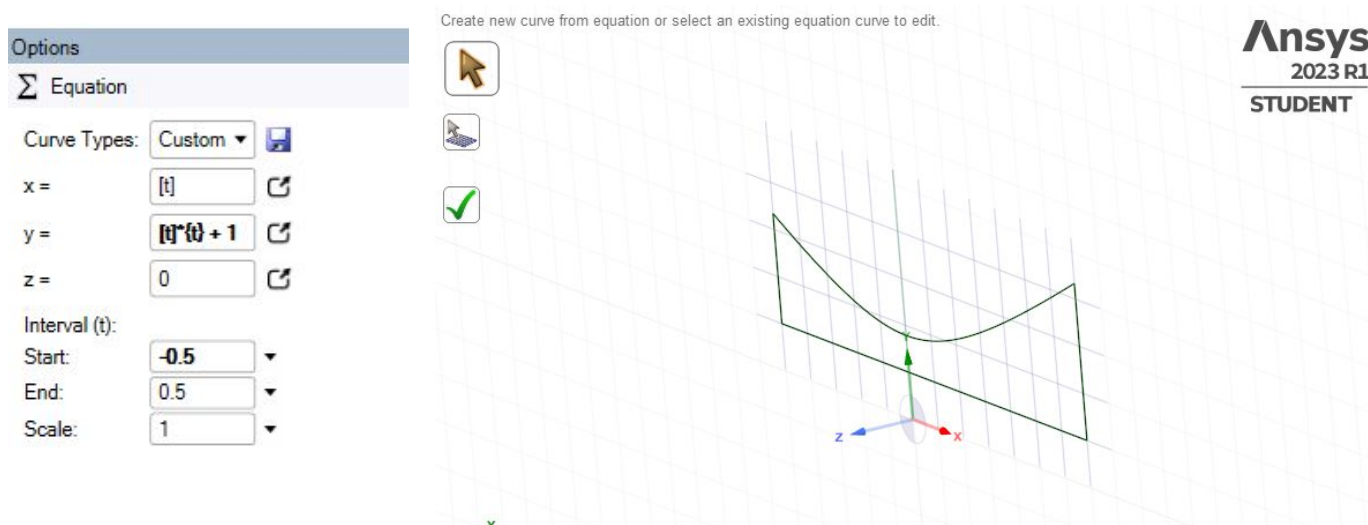 Options
Σ Equation
Curve Types: Custom
x = [t]
y = [t]*{t} + 1
z = 0
Interval (t):
Start: -0.5
End: 0.5
Scale: 1
Create new curve from equation or select an existing equation curve to edit.
Ansys
2023 R1
STUDENT
Y
Z
X